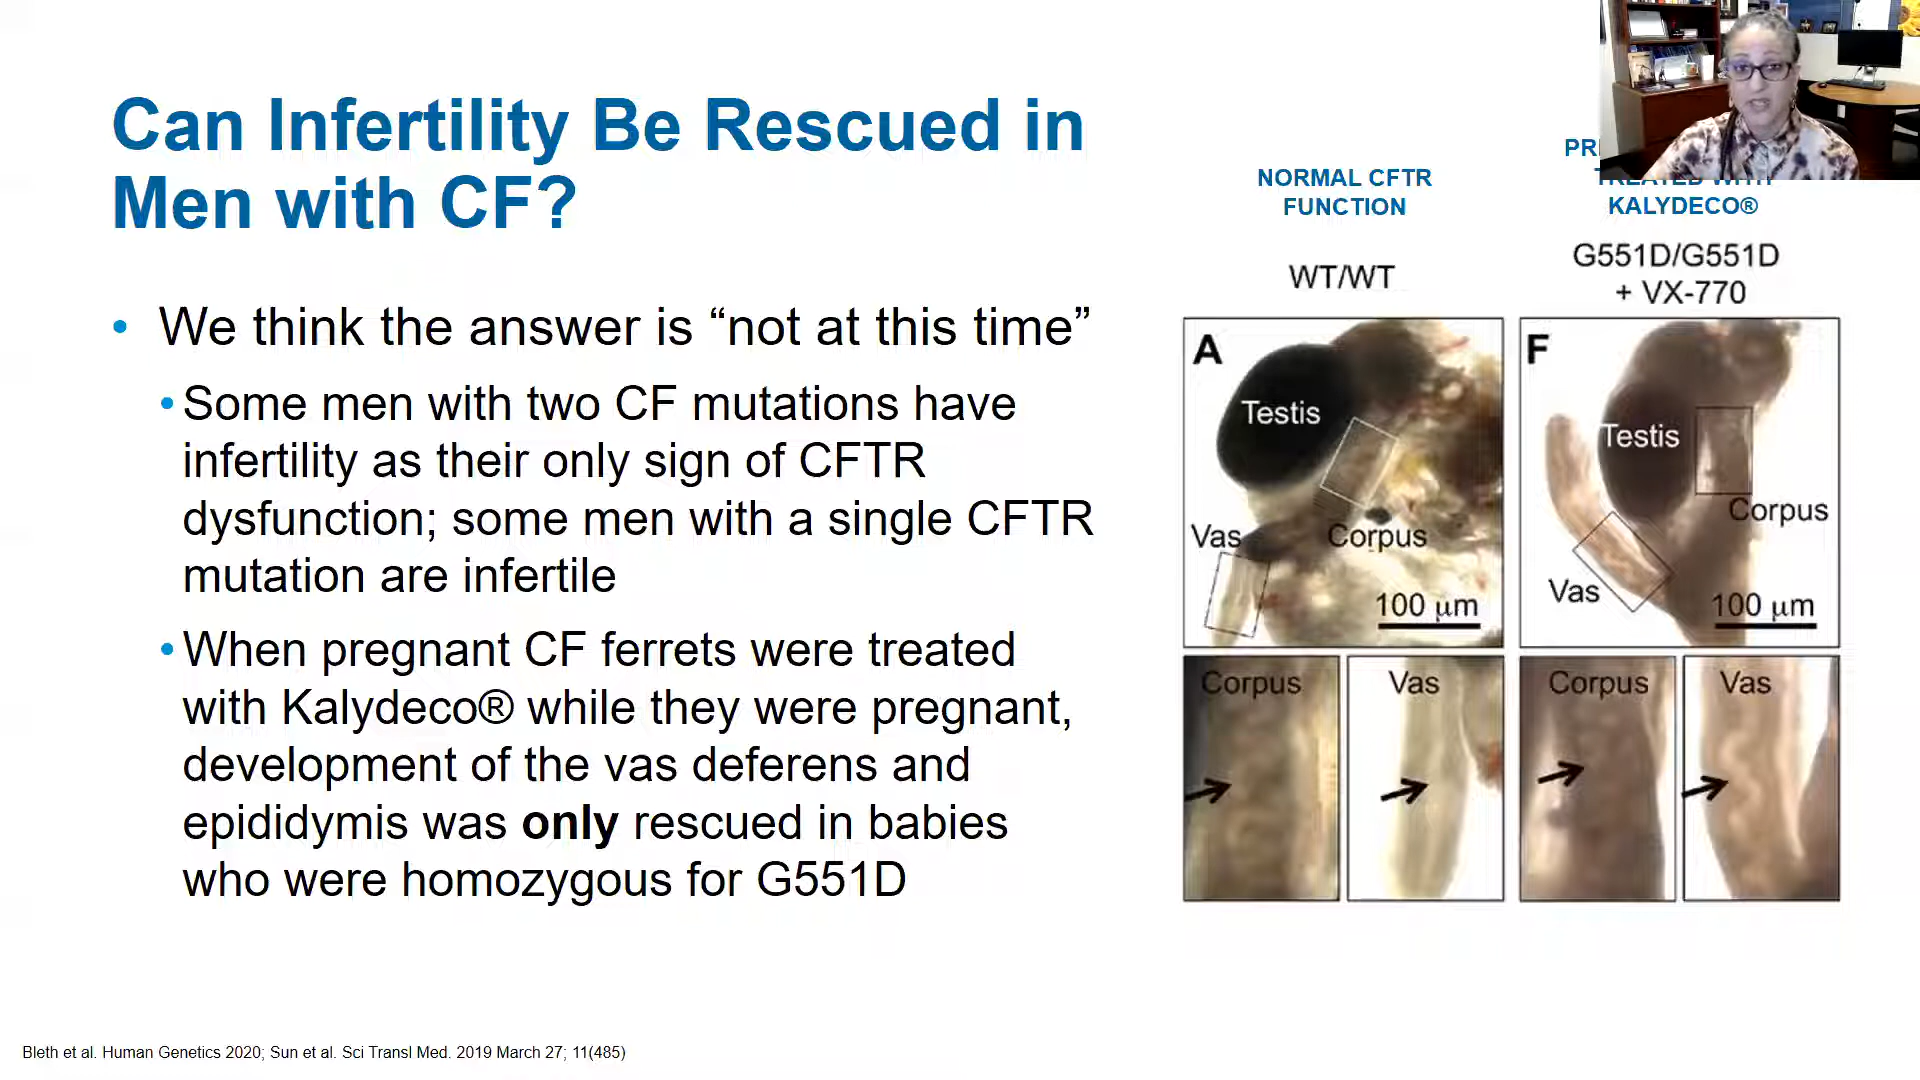 Can Infertility Be Rescued in
Men with CF?
• We think the answer is “not at this time”
• Some men with two CF mutations have
infertility as their only sign of CFTR
dysfunction; some men with a single CFTR
mutation are infertile
• When pregnant CF ferrets were treated
with Kalydeco® while they were pregnant,
development of the vas deferens and
epididymis was only rescued in babies
who were homozygous for G551D
NORMAL CFTR
FUNCTION
WT/WT
TREATED WITH
KALYDECO®
G551D/G551D
+ VX-770
A
Testis
Vas
Corpus
100 µm
F
Testis
Corpus
Vas
100 µm
Corpus
Vas
Corpus
Vas
Bleth et al. Human Genetics 2020; Sun et al. Sci Transl Med. 2019 March 27; 11(485)